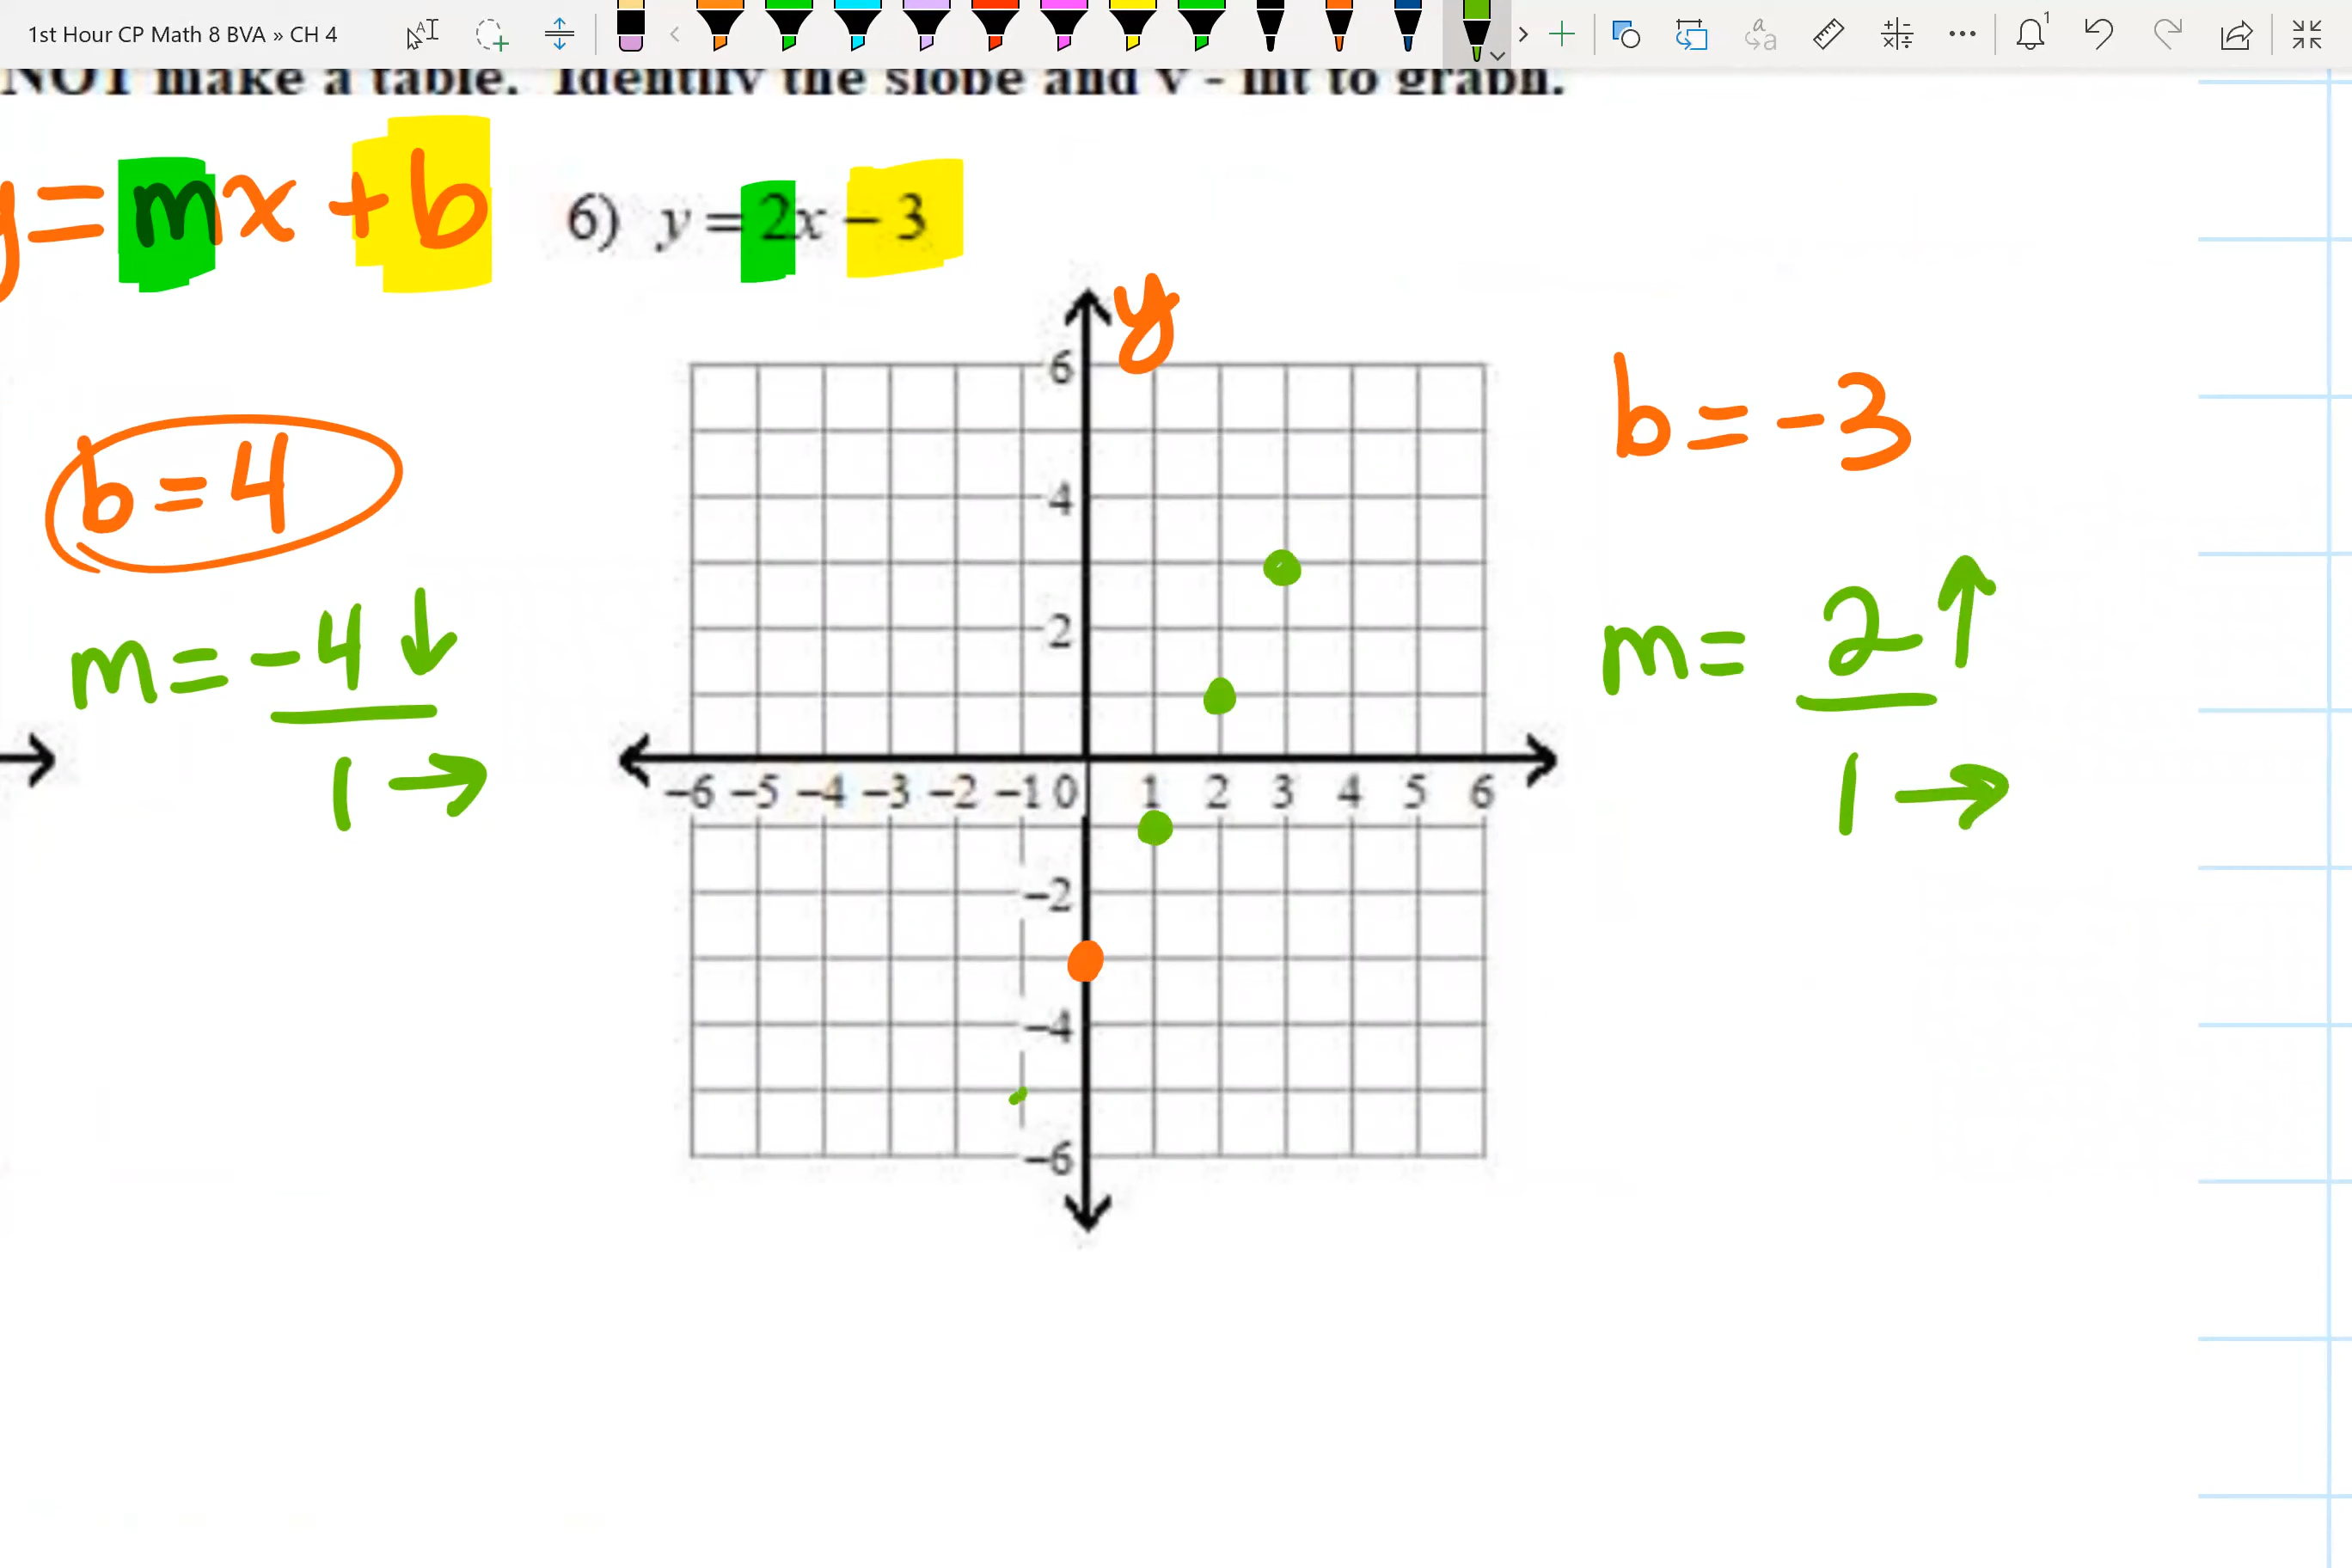 1st Hour CP Math 8 BVA » CH 4
NOT make a table. Identify the slope and y - int to graph.
y = mx + b
6) y = 2x − 3
y
b = 4
m = -4 ↓
1 →
6
4
2
−6 −5 −4 −3 −2 −1 0 1 2 3 4 5 6
−2
−4
−6
b = -3
m = 2 ↑
1 →